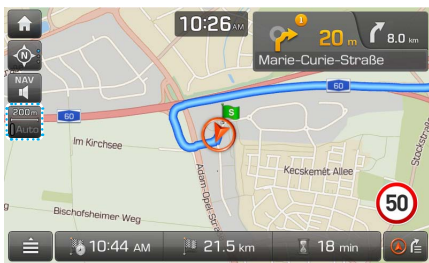 10:26 AM
1
20 m
8.0 km
Marie-Curie-Straße
N
NAV
200m
Auto
60
60
S
Im Kirchsee
Adam-Opel-Straße
Kecskemét Allee
Stockstraße
50
Bischofsheimer Weg
10:44 AM
21.5 km
18 min